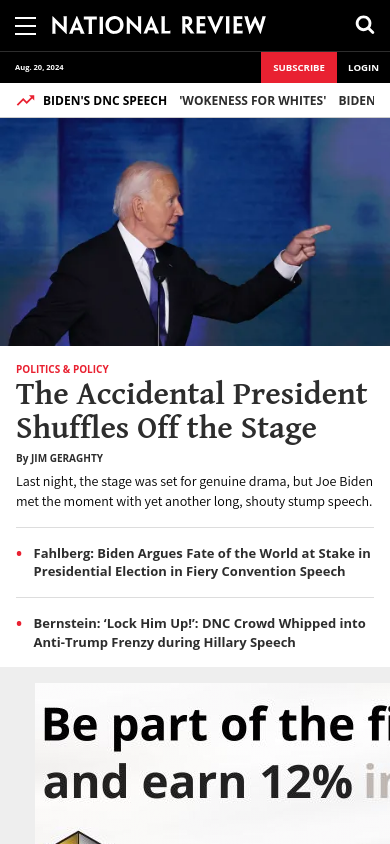 NATIONAL REVIEW
Aug. 20, 2024
SUBSCRIBE
LOGIN
BIDEN'S DNC SPEECH 'WOKENESS FOR WHITES' BIDEN
POLITICS & POLICY
The Accidental President
Shuffles Off the Stage
By JIM GERAGHTY
Last night, the stage was set for genuine drama, but Joe Biden
met the moment with yet another long, shouty stump speech.
Fahlberg: Biden Argues Fate of the World at Stake in
Presidential Election in Fiery Convention Speech
Bernstein: ‘Lock Him Up!’: DNC Crowd Whipped into
Anti-Trump Frenzy during Hillary Speech
Be part of the fi
and earn 12% in